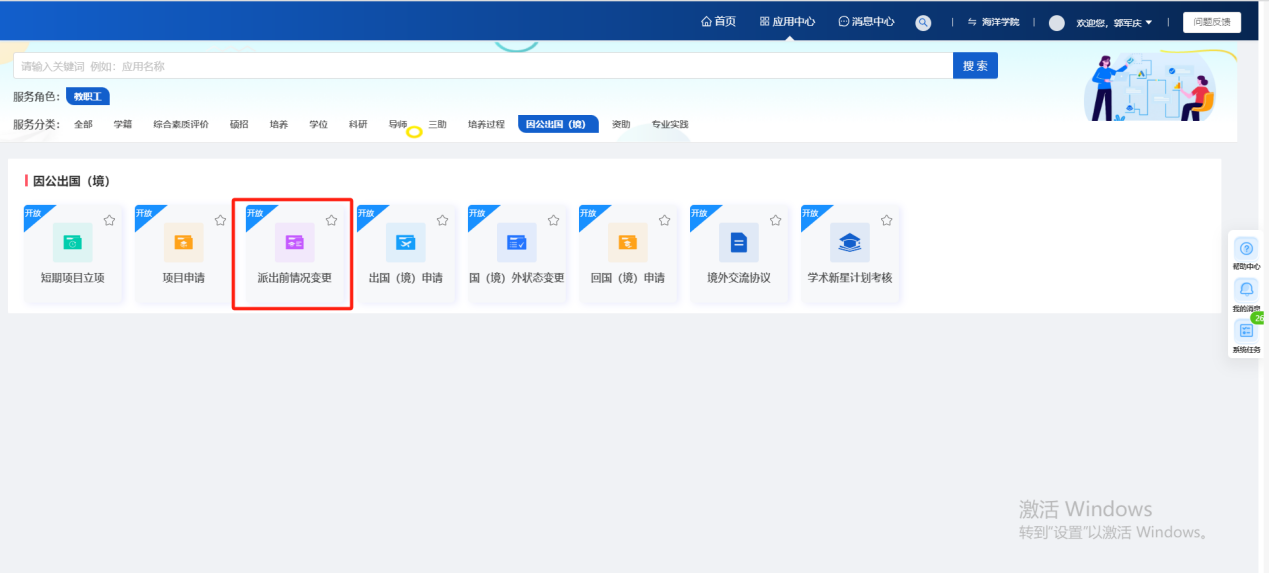 首页 应用中心 消息中心 海洋学院 欢迎您，郭军庆 问题反馈
请输入关键词 例如：应用名称 搜 索
服务角色： 教职工
服务分类： 全部 学籍 综合素质评价 硕招 培养 学位 科研 导师 三助 培养过程 因公出国（境） 资助 专业实践
因公出国（境）
开放 开放 开放 开放 开放 开放 开放 开放
短期项目立项 项目申请 派出前情况变更 出国（境）申请 国（境）外状态变更 回国（境）申请 境外交流协议 学术新星计划考核
帮助中心
我的消息
26
系统任务
激活 Windows
转到"设置"以激活 Windows。